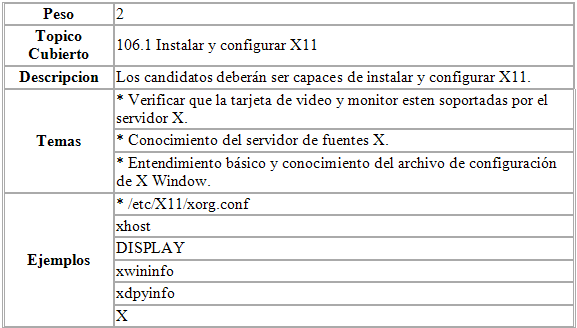 Peso 2
Topico Cubierto 106.1 Instalar y configurar X11
Descripcion Los candidatos deberán ser capaces de instalar y configurar X11.
Temas
* Verificar que la tarjeta de video y monitor esten soportadas por el
servidor X.
* Conocimiento del servidor de fuentes X.
* Entendimiento básico y conocimiento del archivo de configuración
de X Window.
Ejemplos
* /etc/X11/xorg.conf
xhost
DISPLAY
xwininfo
xdpyinfo
X